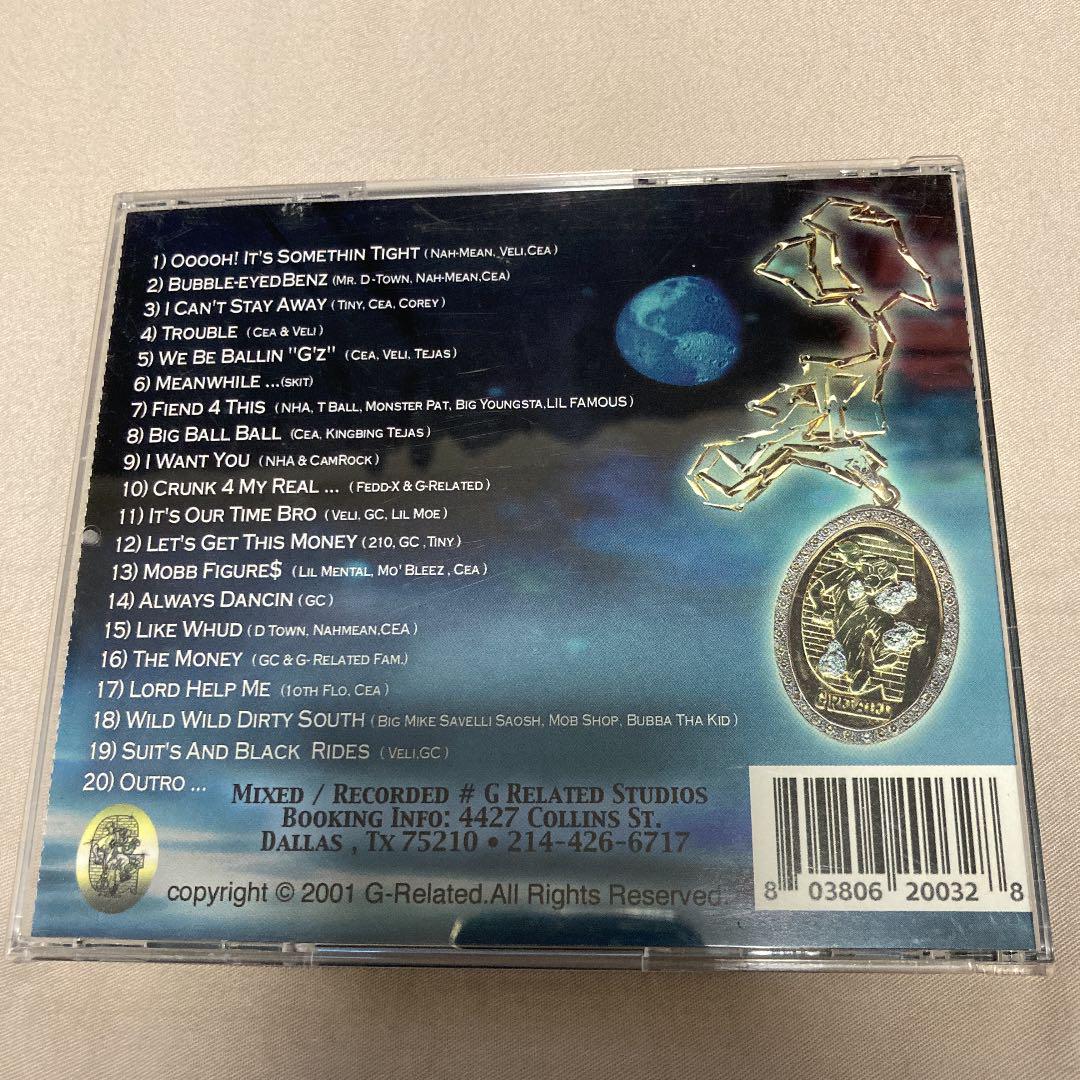 1) Ooooh! It's Somethin Tight (Nah-Mean, Veli,Cea)
2) Bubble-eyedBenz (Mr. D-Town, Nah-Mean,Cea)
3) I Can't Stay Away (Tiny, Cea, Corey)
4) Trouble (Cea & Veli)
5) We Be Ballin "G'z" (Cea, Veli, Tejas)
6) Meanwhile ...(skit)
7) Fiend 4 This (NHA, T Ball, Monster Pat, Big Youngsta,LIL FAMOUS)
8) Big Ball Ball (Cea, Kingbing Tejas)
9) I Want You (NHA & CamRock)
10) Crunk 4 My Real ... (Fedd-X & G-Related)
11) It's Our Time Bro (Veli, GC, Lil Moe)
12) Let's Get This Money (210, GC ,Tiny)
13) Mobb Figure$ (Lil Mental, Mo' Bleez , Cea)
14) Always Dancin (GC)
15) Like Whud (D Town, Nahmean,CEA)
16) The Money (GC & G-Related Fam.)
17) Lord Help Me (10th Flo, Cea)
18) Wild Wild Dirty South (Big Mike Savelli Saosh, Mob Shop, Bubba Tha Kid)
19) Suit's And Black Rides (Veli,GC)
20) Outro ...
Mixed / Recorded # G Related Studios
Booking Info: 4427 Collins St.
Dallas , Tx 75210 • 214-426-6717
copyright © 2001 G-Related.All Rights Reserved.
8 03806 20032 8